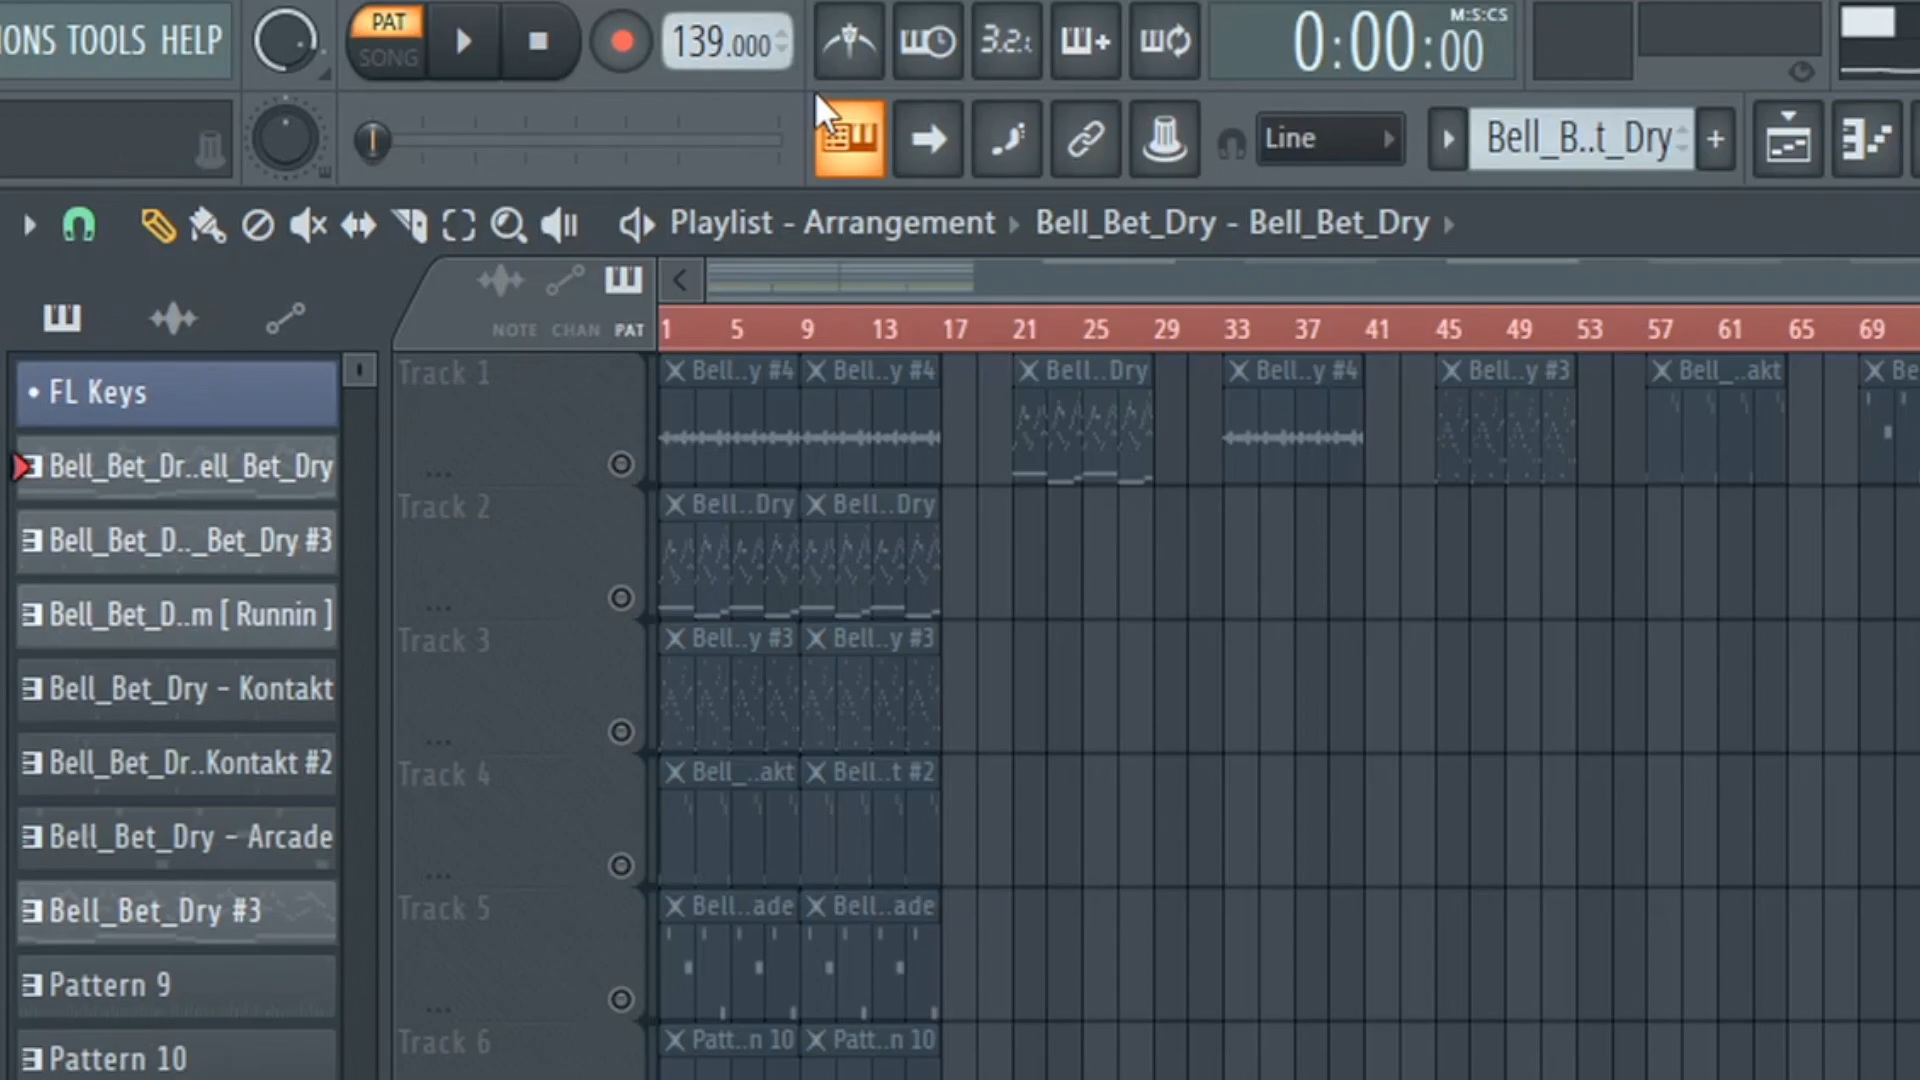 IONS TOOLS HELP
PAT
SONG
139.000
3.2.
M:S:CS
0:00:00
Line
Bell_B..t_Dry
Playlist - Arrangement
Bell_Bet_Dry - Bell_Bet_Dry
NOTE CHAN PAT
1 5 9 13 17 21 25 29 33 37 41 45 49 53 57 61 65 69
FL Keys
Bell_Bet_Dr..ell_Bet_Dry
Bell_Bet_D.._Bet_Dry #3
Bell_Bet_D..m [ Runnin ]
Bell_Bet_Dry - Kontakt
Bell_Bet_Dr..Kontakt #2
Bell_Bet_Dry - Arcade
Bell_Bet_Dry #3
Pattern 9
Pattern 10
Track 1
Bell..y #4 Bell..y #4 Bell..Dry Bell..y #4 Bell..y #3 Bell_..akt Be
Track 2
Bell..Dry Bell..Dry
Track 3
Bell..y #3 Bell..y #3
Track 4
Bell_..akt Bell..t #2
Track 5
Bell..ade Bell..ade
Track 6
Patt..n 10 Patt..n 10